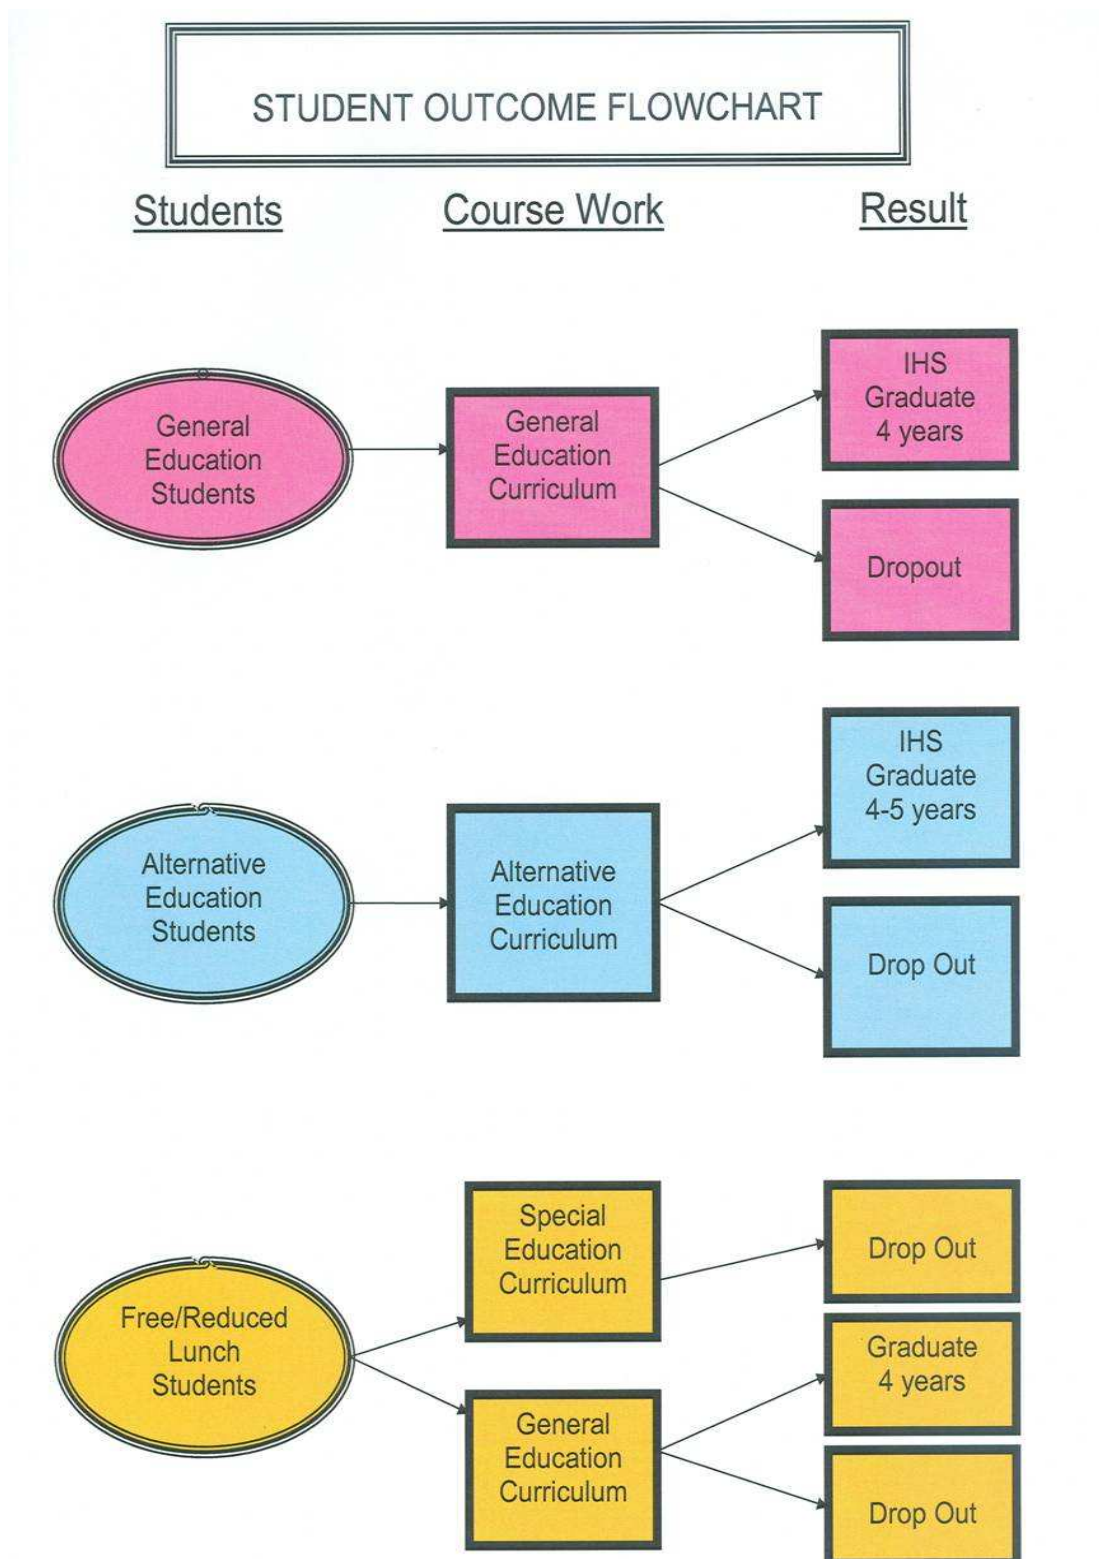 STUDENT OUTCOME FLOWCHART
Students
Course Work
Result
General
Education
Students
General
Education
Curriculum
IHS
Graduate
4 years
Dropout
Alternative
Education
Students
Alternative
Education
Curriculum
IHS
Graduate
4-5 years
Drop Out
Free/Reduced
Lunch
Students
Special
Education
Curriculum
Drop Out
General
Education
Curriculum
Graduate
4 years
Drop Out